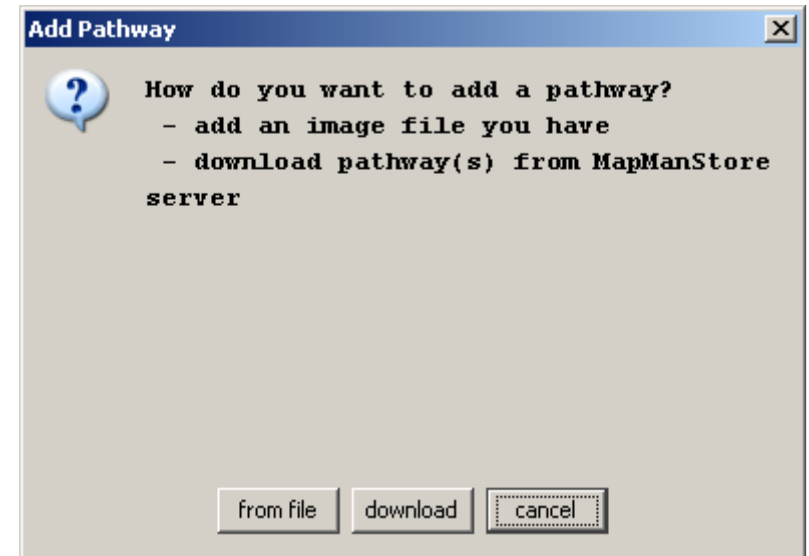 Add Pathway
How do you want to add a pathway?
- add an image file you have
- download pathway(s) from MapManStore
server
from file
download
cancel